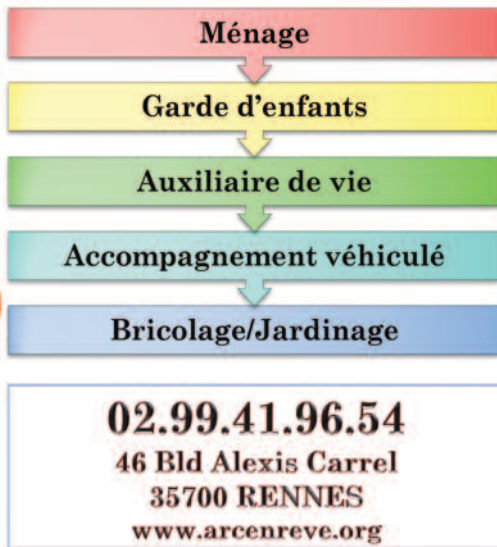 Ménage
Garde d'enfants
Auxiliaire de vie
Accompagnement véhiculé
Bricolage/Jardinage
02.99.41.96.54
46 Bld Alexis Carrel
35700 RENNES
www.arcenreve.org